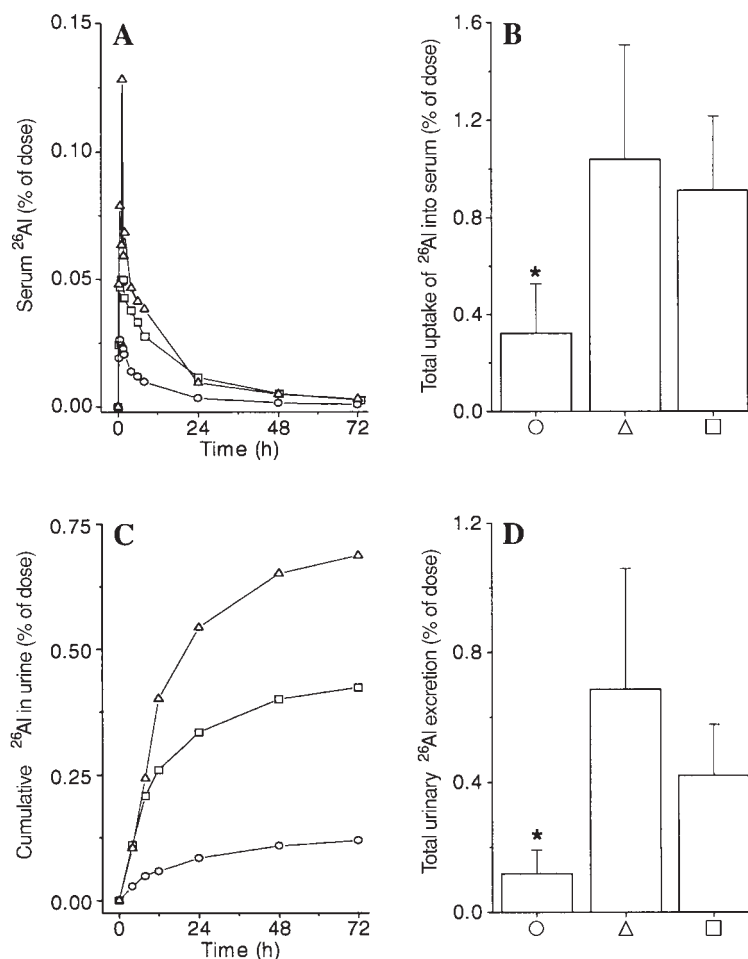 A
Serum ²⁶Al (% of dose)
0.15
0.10
0.05
0.00
0 24 48 72
Time (h)
B
Total uptake of ²⁶Al into serum (% of dose)
1.6
1.2
0.8
0.4
0.0
*
C
Cumulative ²⁶Al in urine (% of dose)
0.75
0.50
0.25
0.00
0 24 48 72
Time (h)
D
Total urinary ²⁶Al excretion (% of dose)
1.2
0.8
0.4
0.0
*